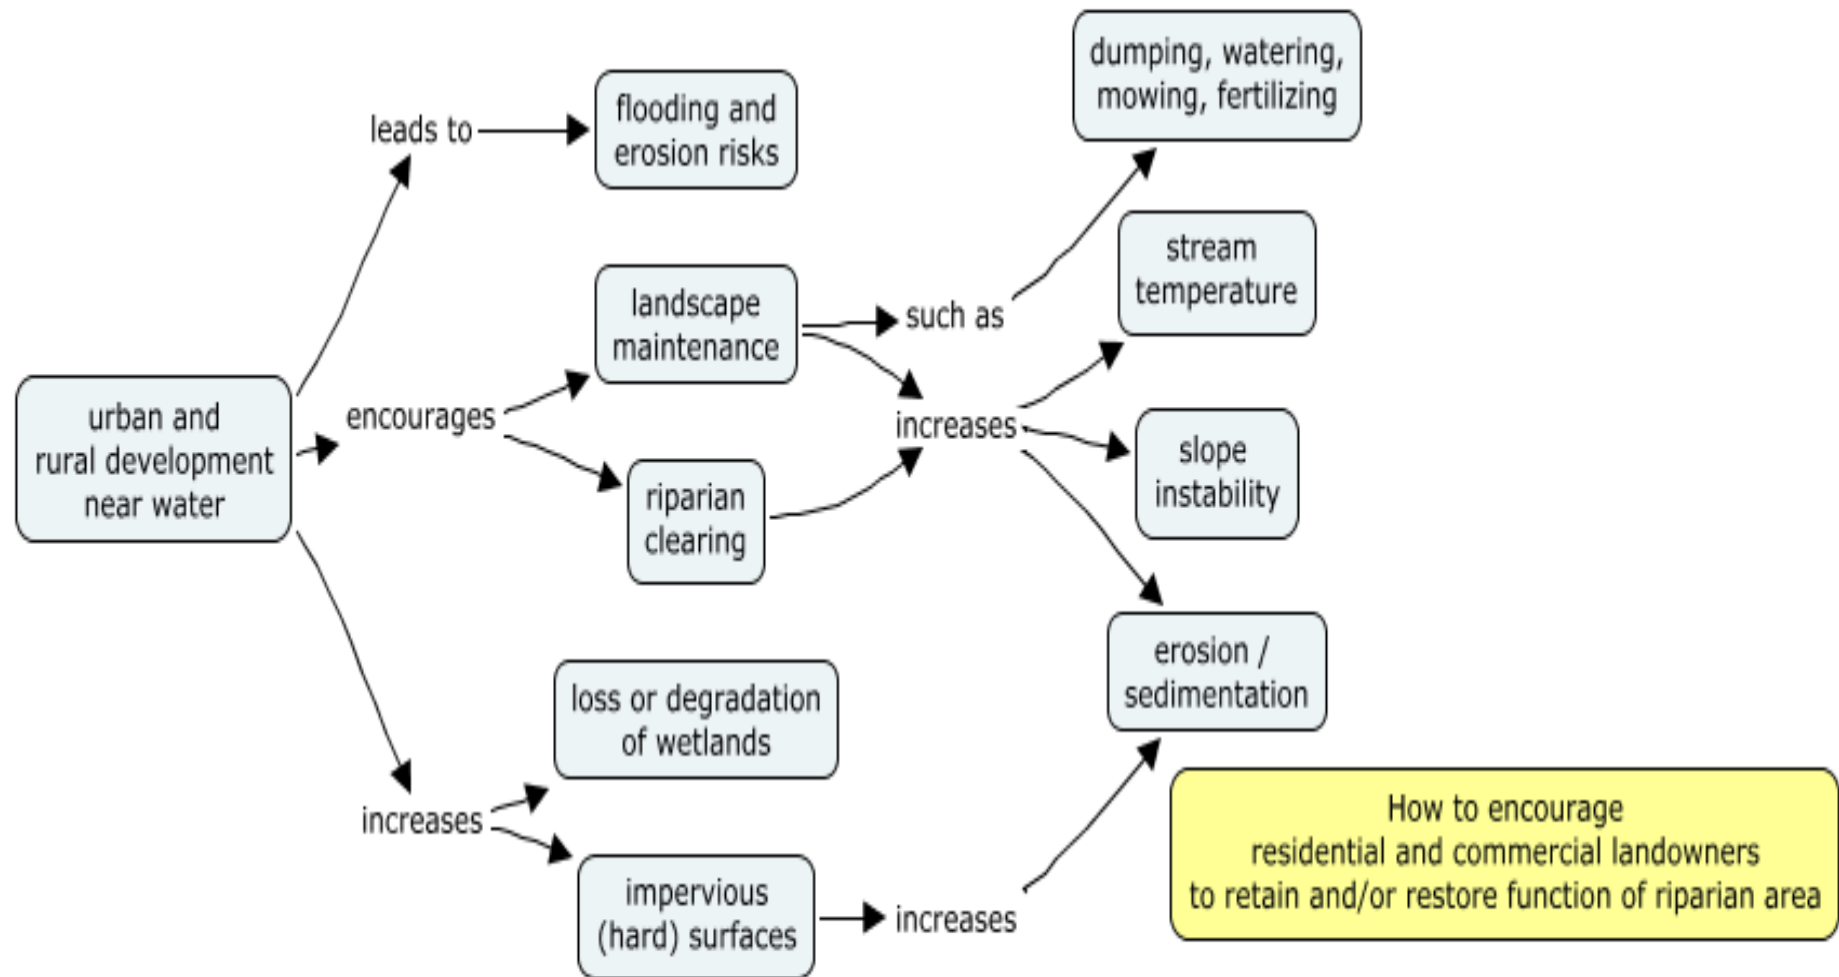 dumping, watering,
mowing, fertilizing
flooding and
erosion risks
leads to
stream
temperature
landscape
maintenance
such as
urban and
rural development
near water
encourages
increases
slope
instability
riparian
clearing
erosion /
sedimentation
loss or degradation
of wetlands
increases
impervious
(hard) surfaces
increases
How to encourage
residential and commercial landowners
to retain and/or restore function of riparian area